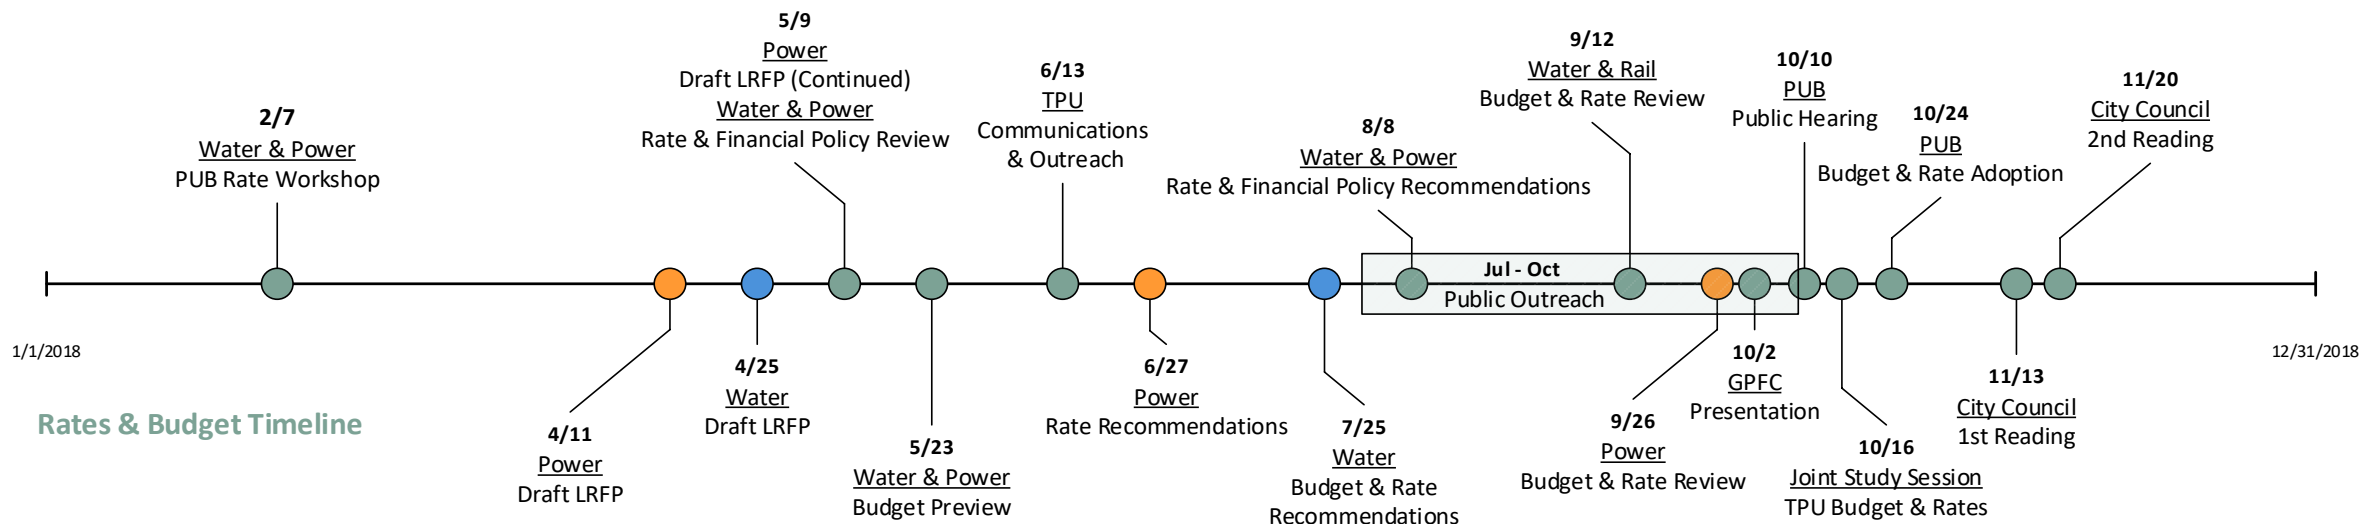 2/7
Water & Power
PUB Rate Workshop
5/9
Power
Draft LRFP (Continued)
Water & Power
Rate & Financial Policy Review
6/13
TPU
Communications
& Outreach
8/8
Water & Power
Rate & Financial Policy Recommendations
9/12
Water & Rail
Budget & Rate Review
10/10
PUB
Public Hearing
10/24
PUB
Budget & Rate Adoption
11/20
City Council
2nd Reading
Jul - Oct
Public Outreach
1/1/2018
12/31/2018
Rates & Budget Timeline
4/11
Power
Draft LRFP
4/25
Water
Draft LRFP
5/23
Water & Power
Budget Preview
6/27
Power
Rate Recommendations
7/25
Water
Budget & Rate
Recommendations
9/26
Power
Budget & Rate Review
10/2
GPFC
Presentation
10/16
Joint Study Session
TPU Budget & Rates
11/13
City Council
1st Reading